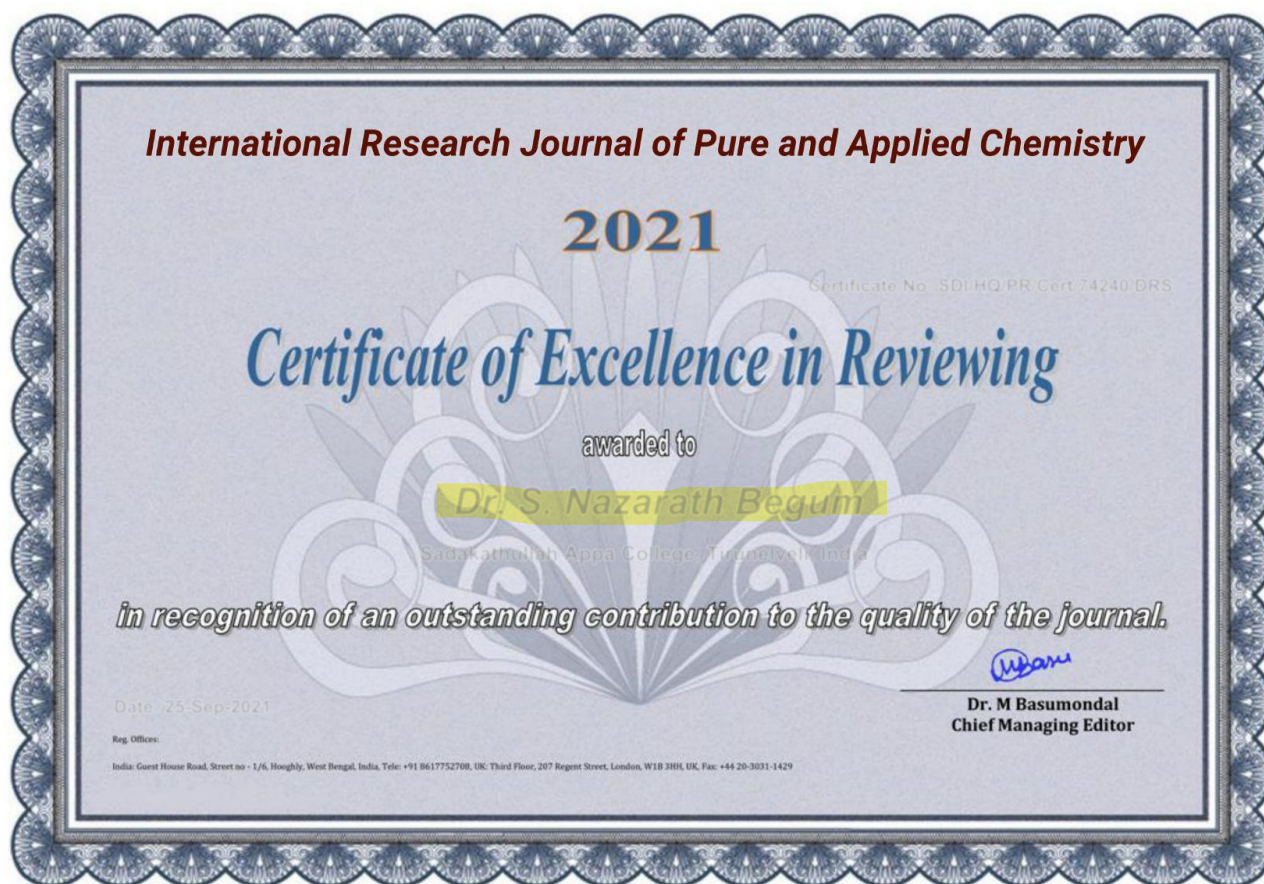 International Research Journal of Pure and Applied Chemistry
2021
Certificate No: SDI/HQ/PR/Cert/74240/DRS
Certificate of Excellence in Reviewing
awarded to
Dr. S. Nazarath Begum
Sadakathullah Appa College, Tirunelveli, India
in recognition of an outstanding contribution to the quality of the journal.
Date: 25-Sep-2021
Dr. M Basumondal
Chief Managing Editor
Reg. Offices:
India: Guest House Road, Street no - 1/6, Hooghly, West Bengal, India, Tele: +91 8617752708, UK: Third Floor, 207 Regent Street, London, W1B 3HH, UK, Fax: +44 20-3031-1429